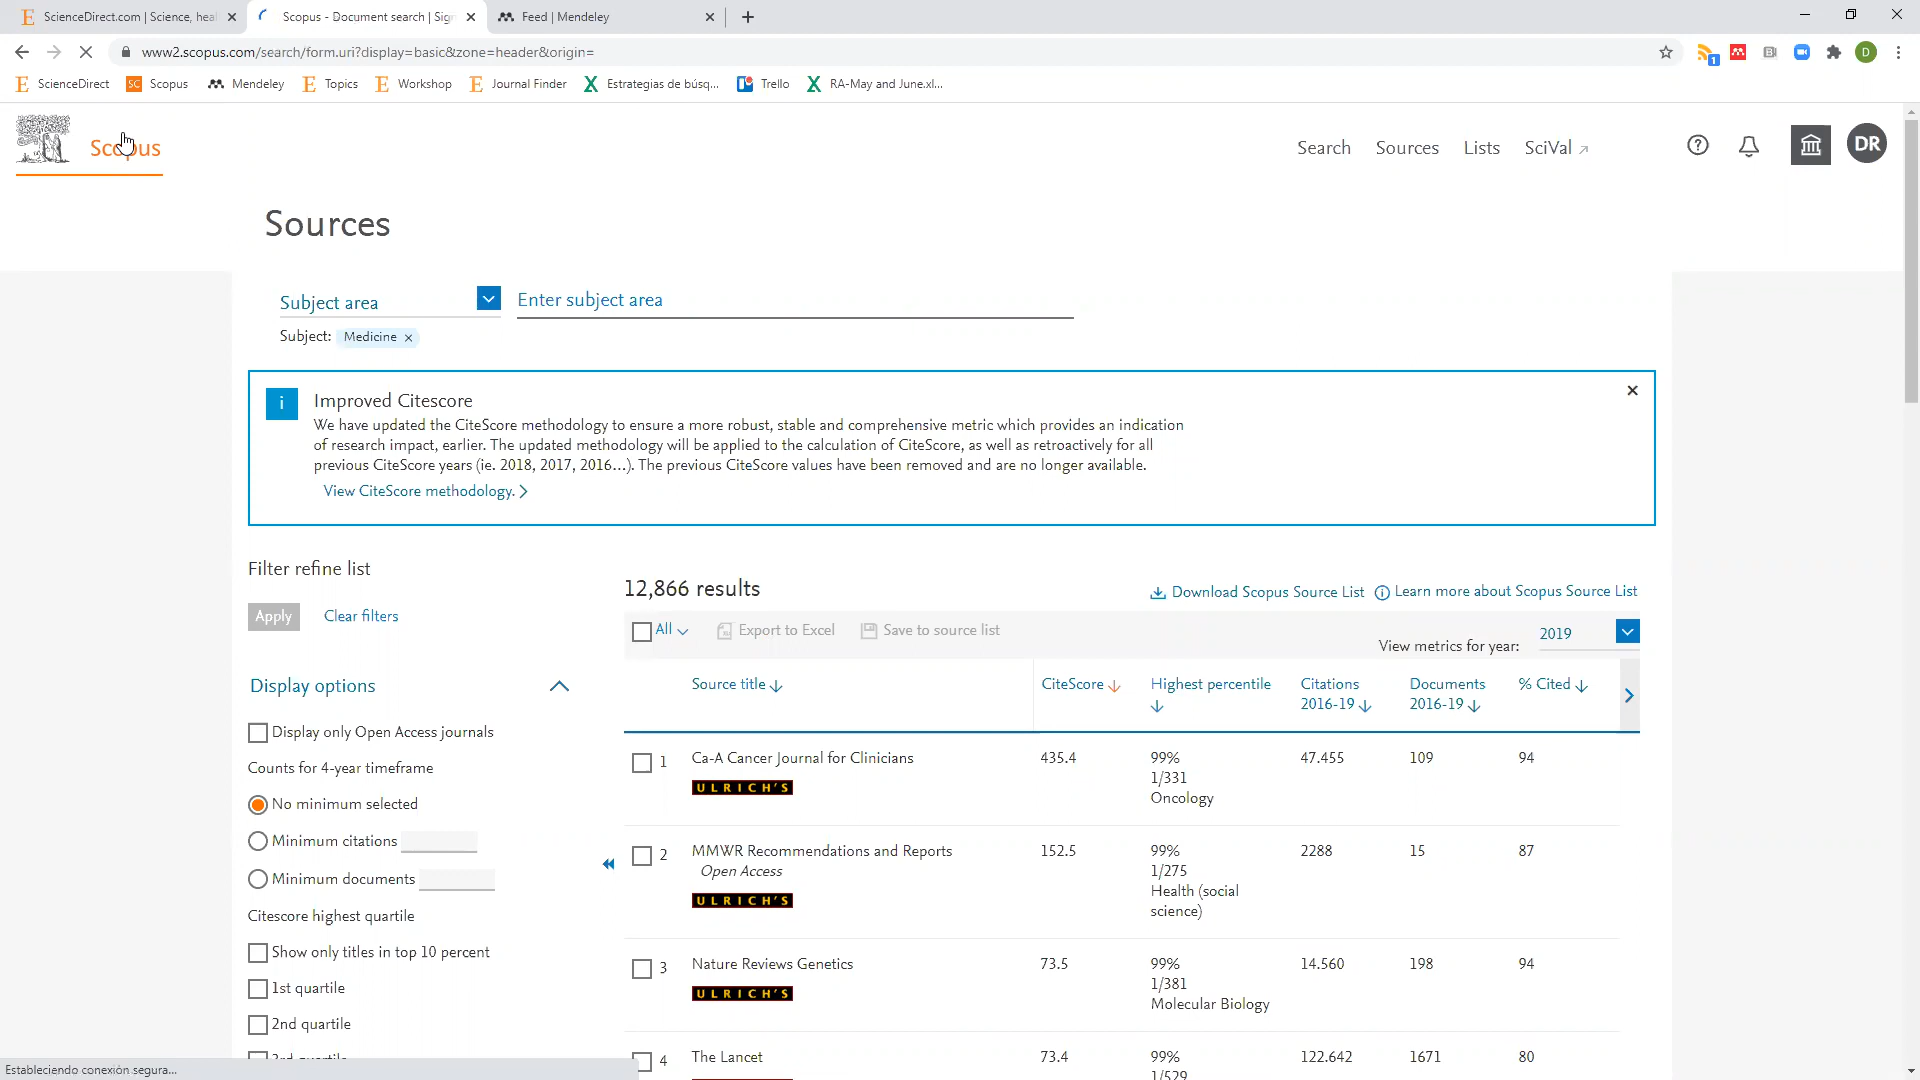 ScienceDirect.com | Science, heal
Scopus - Document search | Sign
Feed | Mendeley
www2.scopus.com/search/form.uri?display=basic&zone=header&origin=
1
D
ScienceDirect
SC Scopus
Mendeley
Topics
Workshop
Journal Finder
Estrategias de búsq...
Trello
RA-May and June.xl...
Scopus
Search
Sources
Lists
SciVal
DR
Sources
Subject area
Enter subject area
Subject: Medicine
Improved Citescore
We have updated the CiteScore methodology to ensure a more robust, stable and comprehensive metric which provides an indication
of research impact, earlier. The updated methodology will be applied to the calculation of CiteScore, as well as retroactively for all
previous CiteScore years (ie. 2018, 2017, 2016...). The previous CiteScore values have been removed and are no longer available.
View CiteScore methodology.
Filter refine list
Apply
Clear filters
Display options
Display only Open Access journals
Counts for 4-year timeframe
No minimum selected
Minimum citations
Minimum documents
Citescore highest quartile
Show only titles in top 10 percent
1st quartile
2nd quartile
12,866 results
Download Scopus Source List
Learn more about Scopus Source List
All
Export to Excel
Save to source list
View metrics for year:
2019
Source title
CiteScore
Highest percentile
Citations
2016-19
Documents
2016-19
% Cited
1
Ca-A Cancer Journal for Clinicians
ULRICH'S
435.4
99%
1/331
Oncology
47.455
109
94
2
MMWR Recommendations and Reports
Open Access
ULRICH'S
152.5
99%
1/275
Health (social
science)
2288
15
87
3
Nature Reviews Genetics
ULRICH'S
73.5
99%
1/381
Molecular Biology
14.560
198
94
4
The Lancet
73.4
99%
1/529
122.642
1671
80
Estableciendo conexión segura...